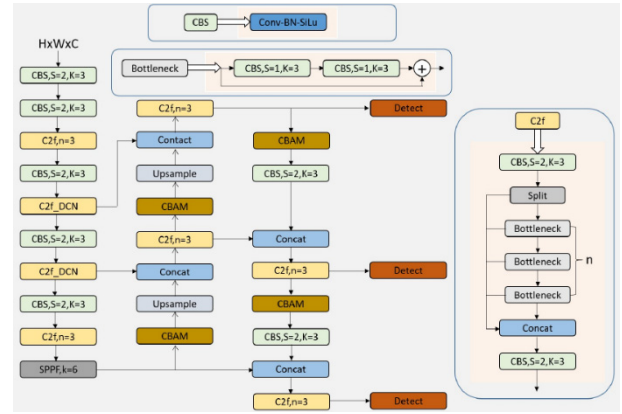 CBS
Conv-BN-SiLu
HxWxC
Bottleneck
CBS,S=1,K=3
CBS,S=1,K=3
+
CBS,S=2,K=3
CBS,S=2,K=3
C2f,n=3
CBS,S=2,K=3
C2f_DCN
CBS,S=2,K=3
C2f_DCN
CBS,S=2,K=3
C2f,n=3
SPPF,k=6
C2f,n=3
Contact
Upsample
CBAM
C2f,n=3
Concat
Upsample
CBAM
CBAM
CBS,S=2,K=3
Concat
C2f,n=3
CBAM
CBS,S=2,K=3
Concat
C2f,n=3
Detect
Detect
Detect
C2f
CBS,S=2,K=3
Split
Bottleneck
Bottleneck
Bottleneck
n
Concat
CBS,S=2,K=3